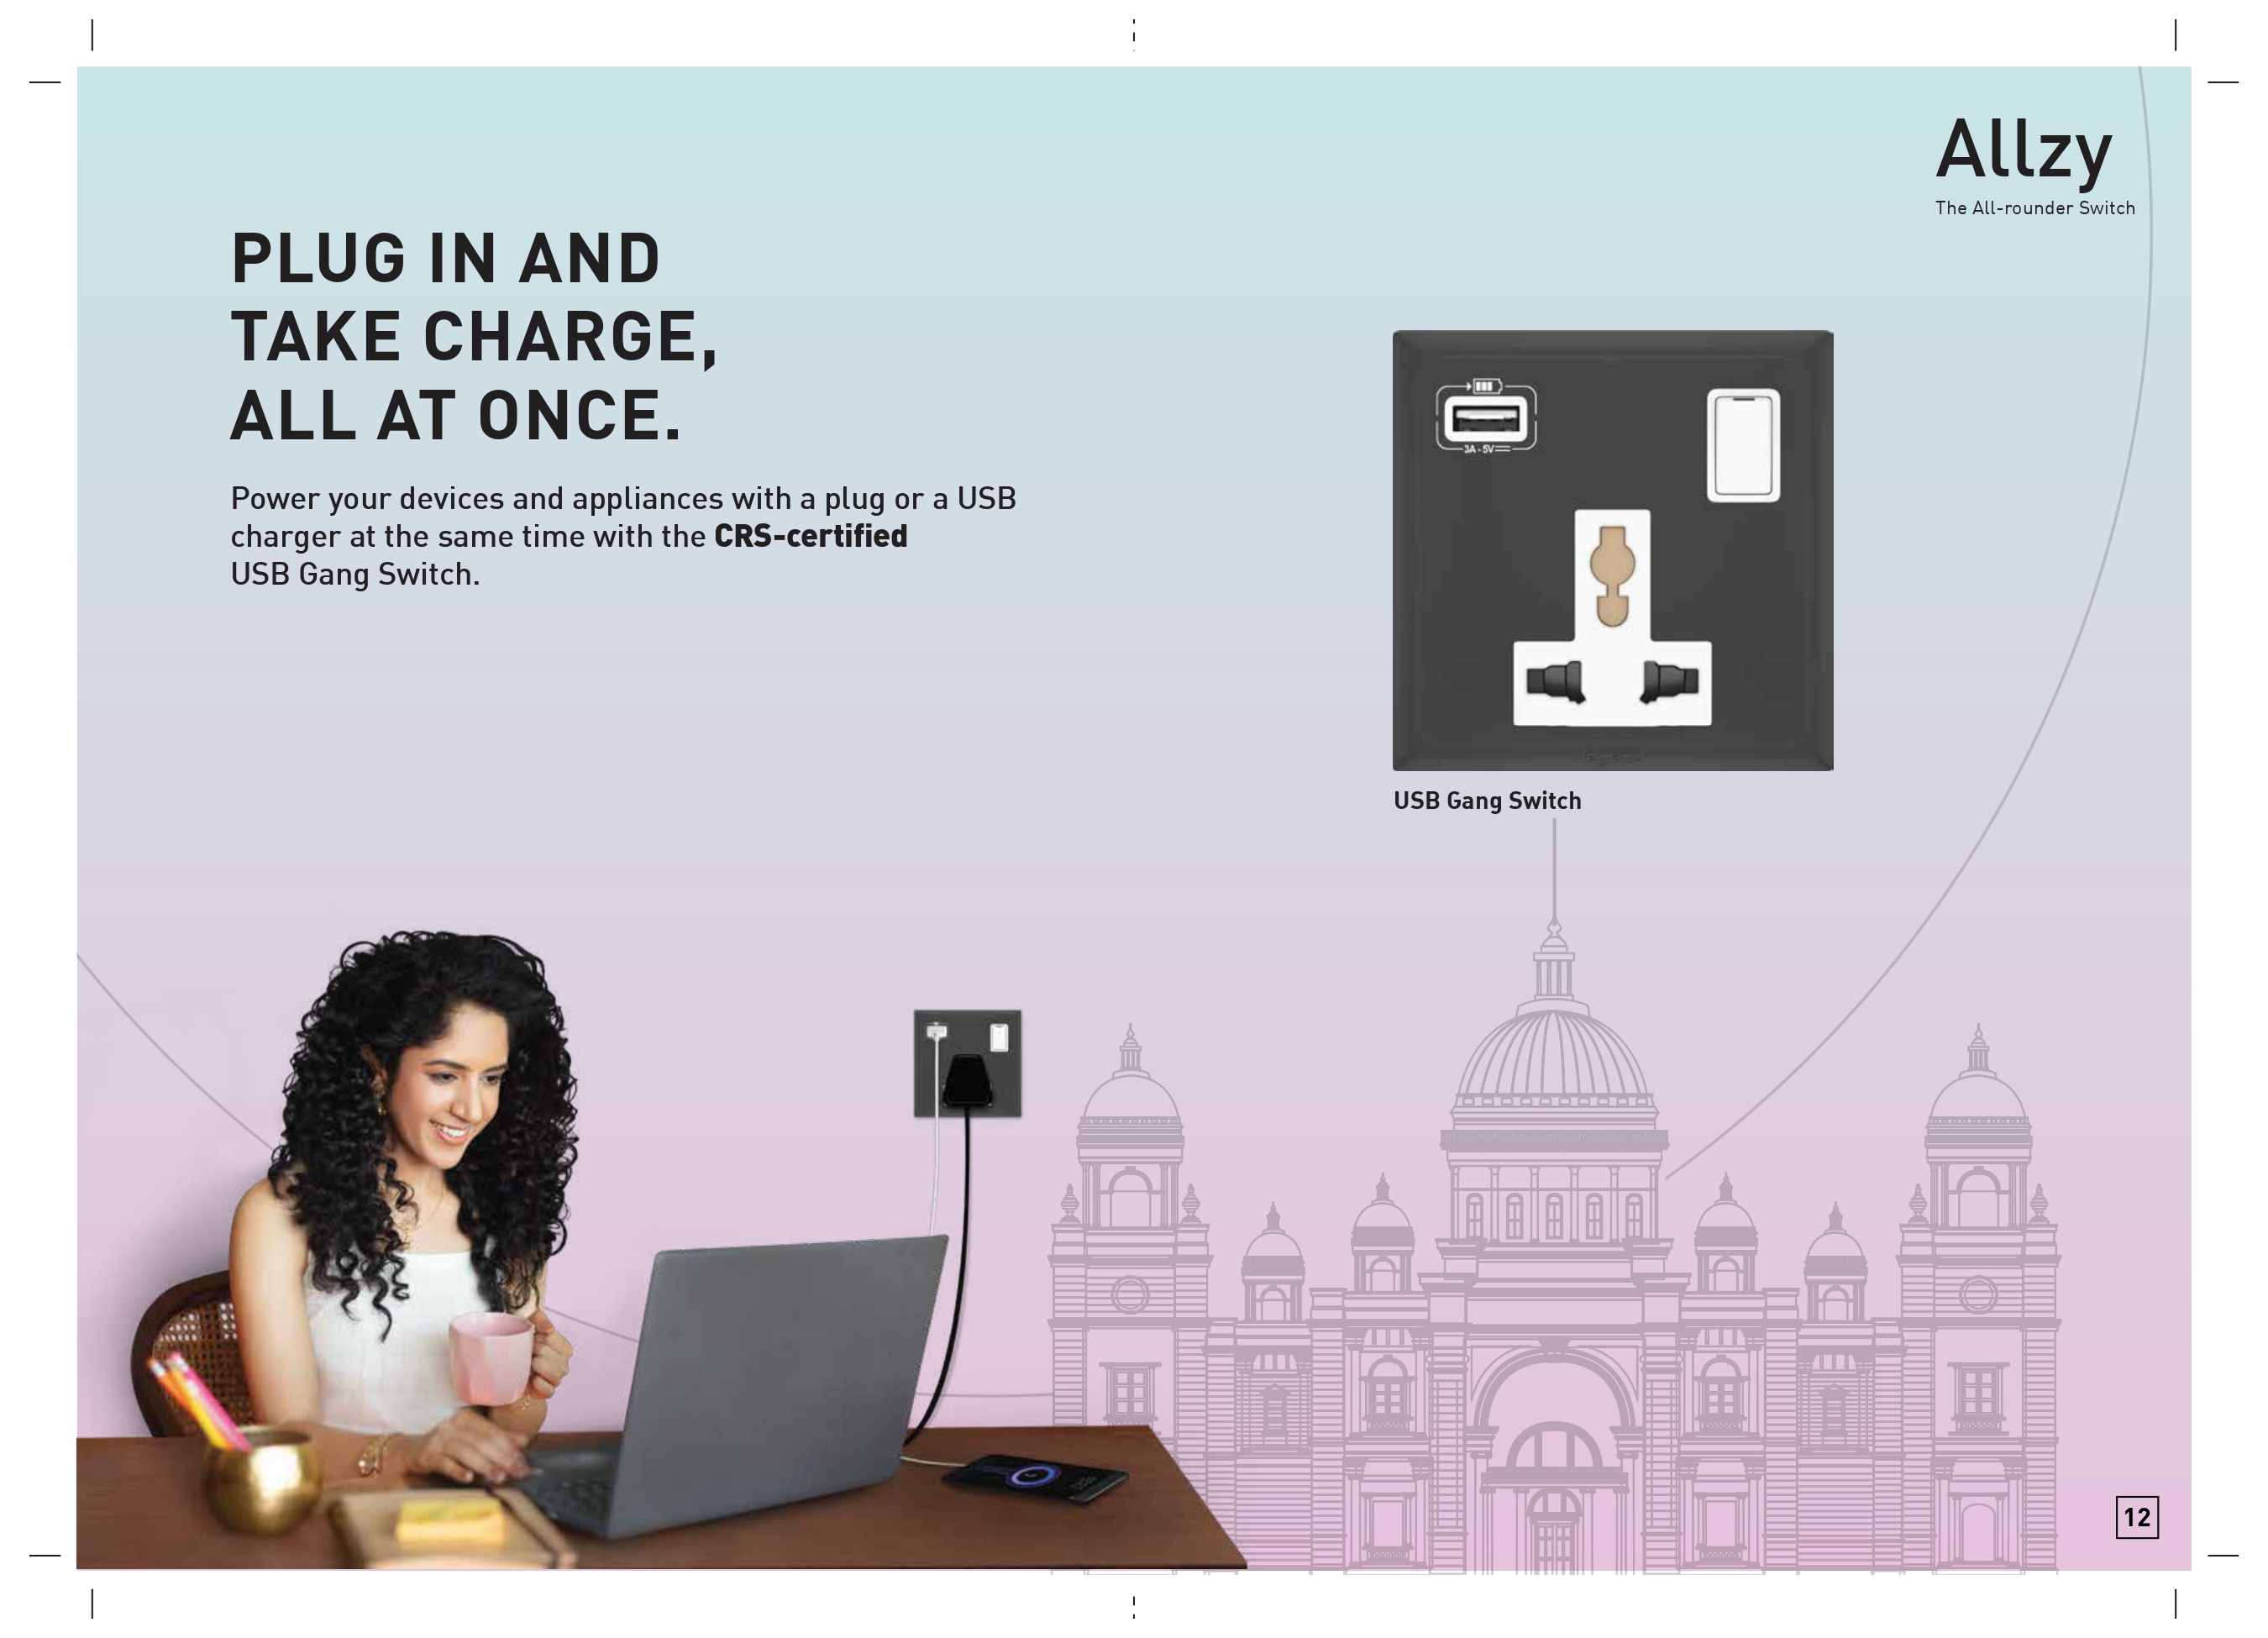 Allzy
The All-rounder Switch
PLUG IN AND
TAKE CHARGE,
ALL AT ONCE.
Power your devices and appliances with a plug or a USB
charger at the same time with the CRS-certified
USB Gang Switch.
3A - 5V
USB Gang Switch
12